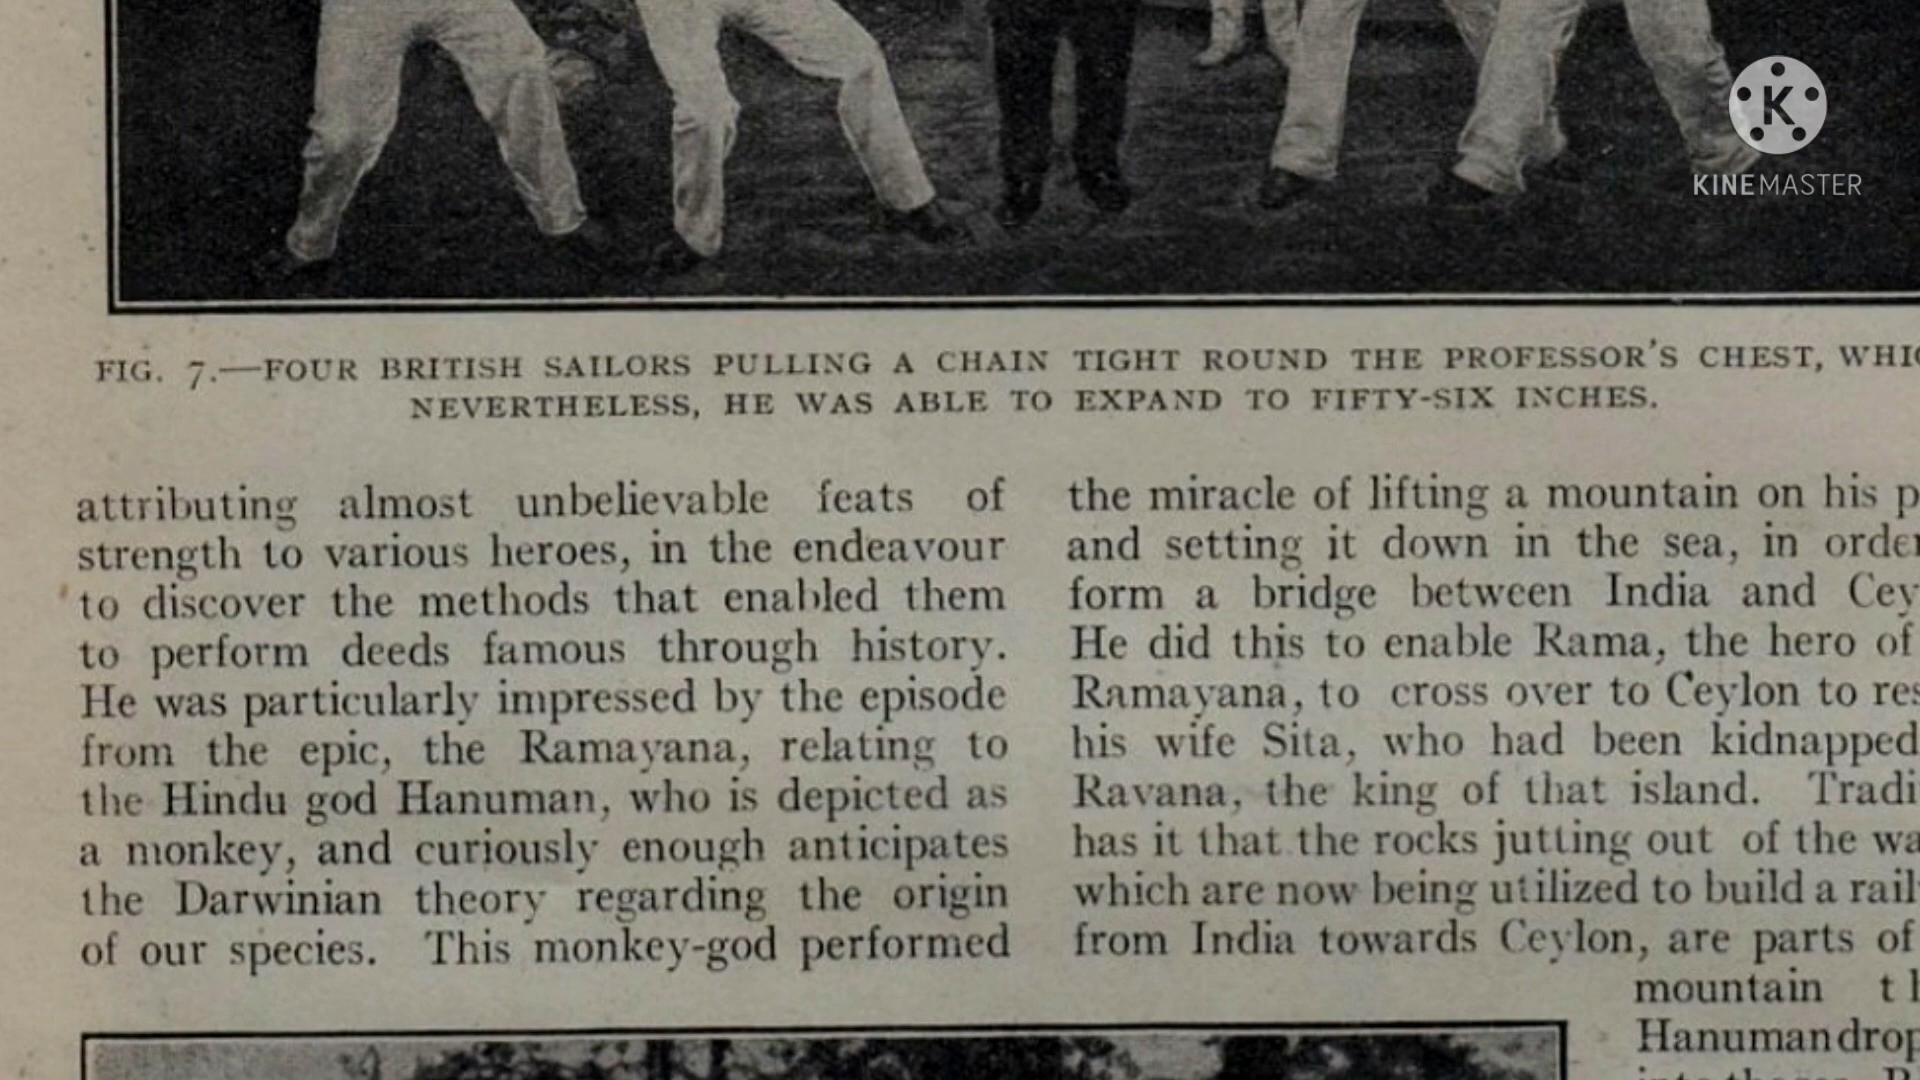 KINEMASTER
FIG. 7.—FOUR BRITISH SAILORS PULLING A CHAIN TIGHT ROUND THE PROFESSOR'S CHEST,
NEVERTHELESS, HE WAS ABLE TO EXPAND TO FIFTY-SIX INCHES.
attributing almost unbelievable feats of
strength to various heroes, in the endeavour
to discover the methods that enabled them
to perform deeds famous through history.
He was particularly impressed by the episode
from the epic, the Ramayana, relating to
the Hindu god Hanuman, who is depicted as
a monkey, and curiously enough anticipates
the Darwinian theory regarding the origin
of our species. This monkey-god performed
the miracle of lifting a mountain on his
and setting it down in the sea, in
form a bridge between India and
He did this to enable Rama, the hero of
Ramayana, to cross over to Ceylon to
his wife Sita, who had been kidnapped
Ravana, the king of that island.
has it that the rocks jutting out of the
which are now being utilized to build a
from India towards Ceylon, are parts of
mountain
Hanuman